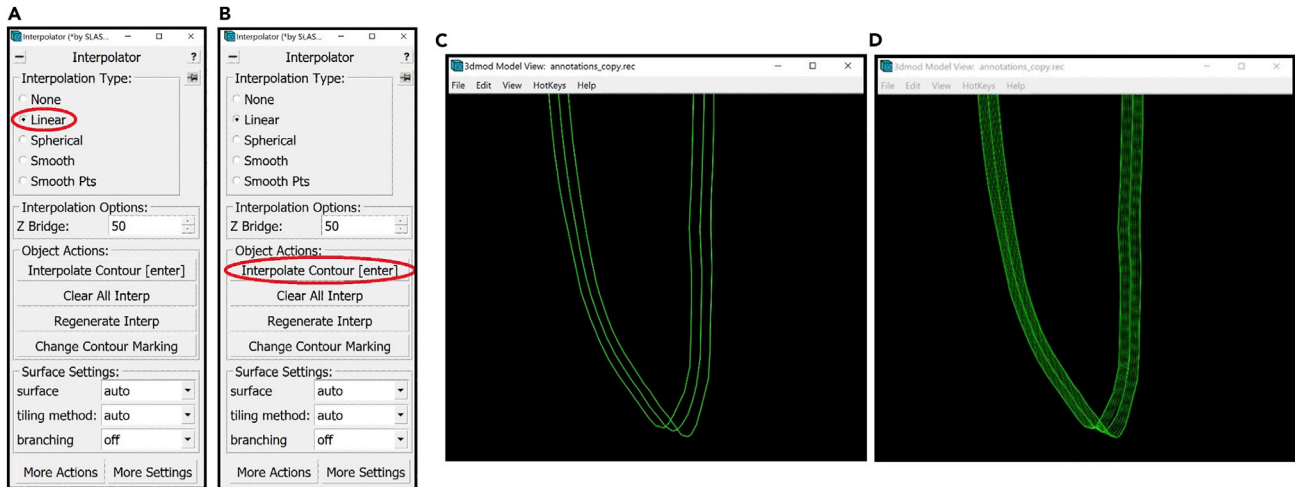 A
Interpolator (*by SLAS...
Interpolator
?
Interpolation Type:
None
Linear
Spherical
Smooth
Smooth Pts
Interpolation Options:
Z Bridge: 50
Object Actions:
Interpolate Contour [enter]
Clear All Interp
Regenerate Interp
Change Contour Marking
Surface Settings:
surface auto
tiling method: auto
branching off
More Actions More Settings
B
Interpolator (*by SLAS...
Interpolator
?
Interpolation Type:
None
Linear
Spherical
Smooth
Smooth Pts
Interpolation Options:
Z Bridge: 50
Object Actions:
Interpolate Contour [enter]
Clear All Interp
Regenerate Interp
Change Contour Marking
Surface Settings:
surface auto
tiling method: auto
branching off
More Actions More Settings
C
3dmod Model View: annotations_copy.rec
File Edit View HotKeys Help
D
3dmod Model View: annotations_copy.rec
File Edit View HotKeys Help